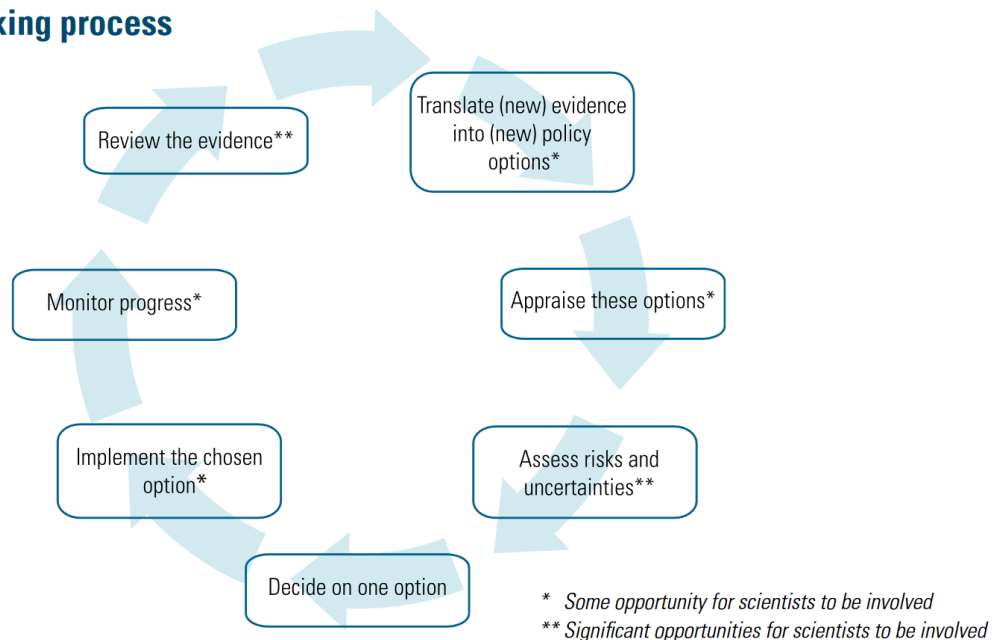 king process
Translate (new) evidence
into (new) policy
options*
Review the evidence**
Monitor progress*
Appraise these options*
Implement the chosen
option*
Assess risks and
uncertainties**
Decide on one option
* Some opportunity for scientists to be involved
** Significant opportunities for scientists to be involved